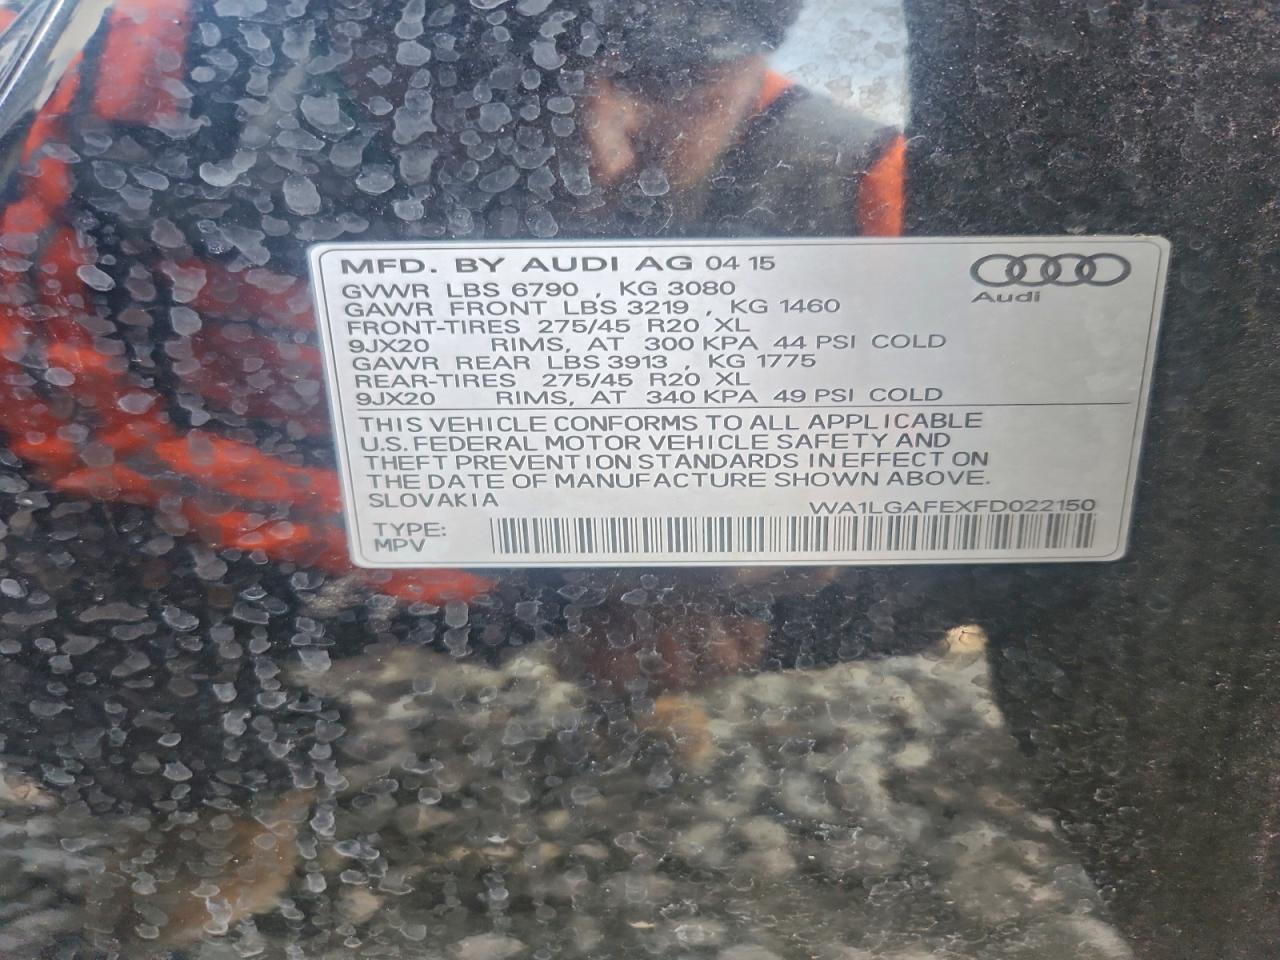 MFD. BY AUDI AG 04 15
GVWR LBS 6790 , KG 3080
GAWR FRONT LBS 3219 , KG 1460
FRONT-TIRES 275/45 R20 XL
9JX20 RIMS, AT 300 KPA 44 PSI COLD
GAWR REAR LBS 3913 , KG 1775
REAR-TIRES 275/45 R20 XL
9JX20 RIMS, AT 340 KPA 49 PSI COLD
Audi
THIS VEHICLE CONFORMS TO ALL APPLICABLE
U.S. FEDERAL MOTOR VEHICLE SAFETY AND
THEFT PREVENTION STANDARDS IN EFFECT ON
THE DATE OF MANUFACTURE SHOWN ABOVE.
SLOVAKIA WA1LGAFEXFD022150
TYPE:
MPV